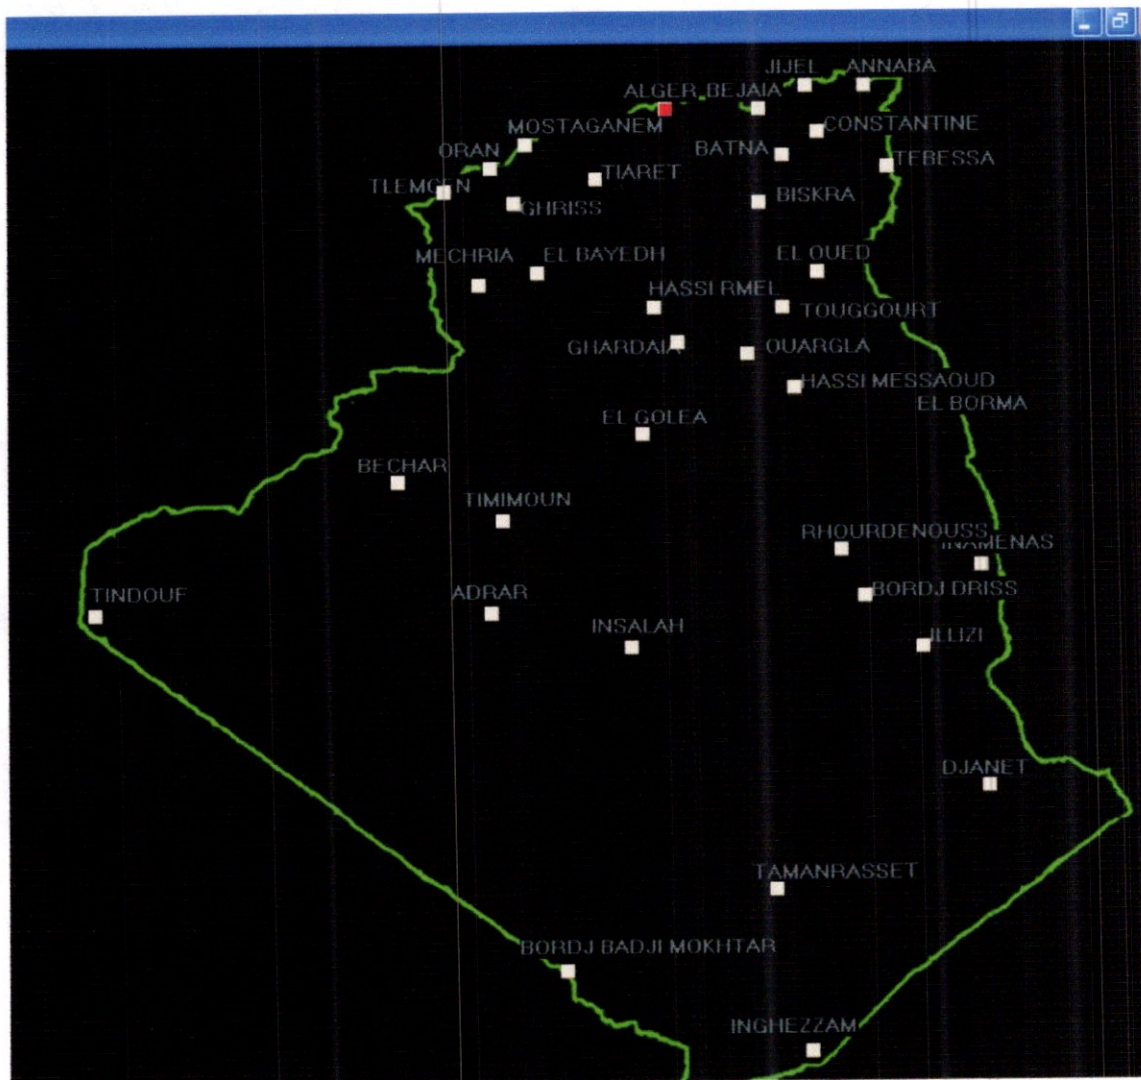 JIJEL
ANNABA
ALGER
BEJAIA
MOSTAGANEM
CONSTANTINE
ORAN
BATNA
TEBESSA
TLEMCEN
TIARET
GHRISS
BISKRA
MECHRIA
EL BAYEDH
EL OUED
HASSI RMEL
TOUGGOURT
GHARDAIA
OUARGLA
HASSI MESSAOUD
EL BORMA
EL GOLEA
BECHAR
TIMIMOUN
RHOURDENOUSS
INAMENAS
TINDOUF
ADRAR
BORDJ DRISS
INSALAH
ILLIZI
DJANET
TAMANRASSET
BORDJ BADJI MOKHTAR
INGHEZZAM